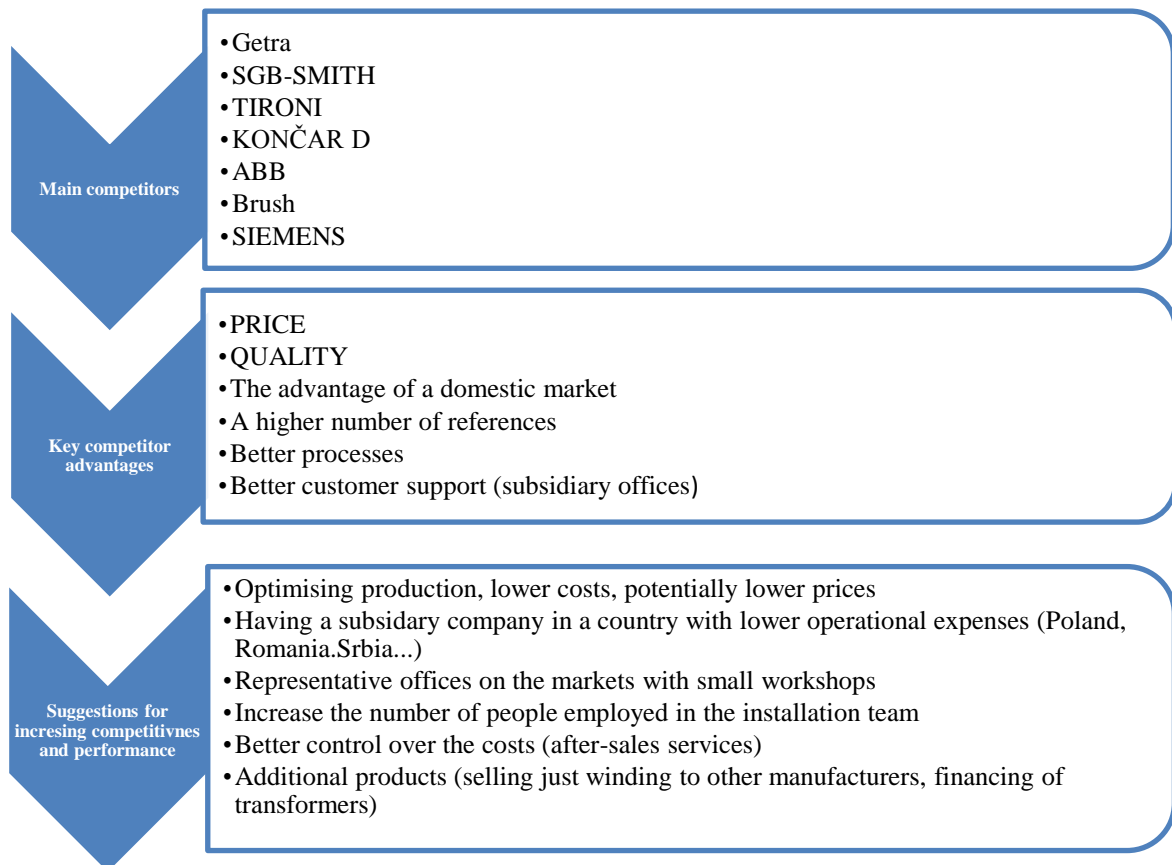 Main competitors
•Getra
•SGB-SMITH
•TIRONI
•KONČAR D
•ABB
•Brush
•SIEMENS
Key competitor
advantages
•PRICE
•QUALITY
•The advantage of a domestic market
•A higher number of references
•Better processes
•Better customer support (subsidiary offices)
Suggestions for
incresing competitivnes
and performance
•Optimising production, lower costs, potentially lower prices
•Having a subsidary company in a country with lower operational expenses (Poland,
Romania.Srbia...)
•Representative offices on the markets with small workshops
•Increase the number of people employed in the installation team
•Better control over the costs (after-sales services)
•Additional products (selling just winding to other manufacturers, financing of
transformers)